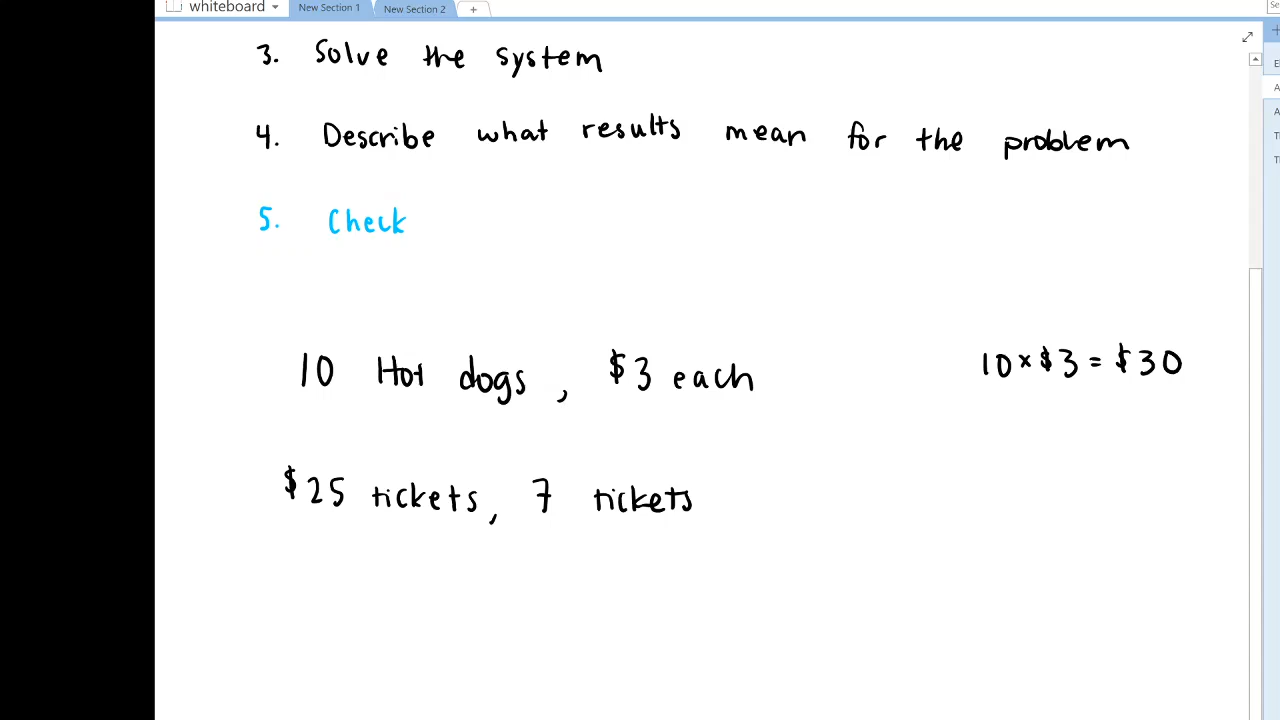 whiteboard New Section 1 New Section 2 +
3. Solve the system
4. Describe what results mean for the problem
5. Check
10 Hot dogs, $3 each 10 × $3 = $30
$25 tickets, 7 tickets